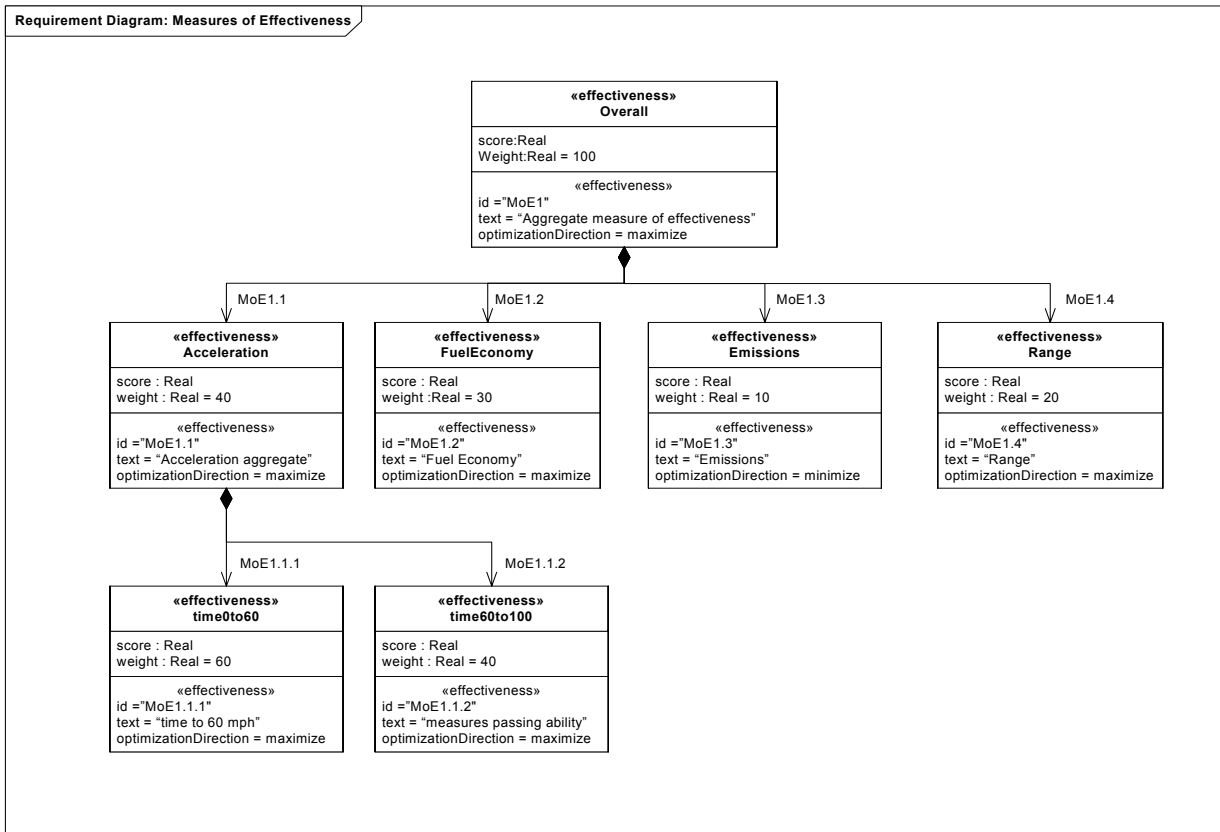 Requirement Diagram: Measures of Effectiveness
«effectiveness»
Overall
score:Real
Weight:Real = 100
«effectiveness»
id =”MoE1"
text = “Aggregate measure of effectiveness”
optimizationDirection = maximize
MoE1.1
MoE1.2
MoE1.3
MoE1.4
«effectiveness»
Acceleration
score : Real
weight : Real = 40
«effectiveness»
id =”MoE1.1"
text = “Acceleration aggregate”
optimizationDirection = maximize
«effectiveness»
FuelEconomy
score : Real
weight :Real = 30
«effectiveness»
id =”MoE1.2"
text = “Fuel Economy”
optimizationDirection = maximize
«effectiveness»
Emissions
score : Real
weight : Real = 10
«effectiveness»
id =”MoE1.3"
text = “Emissions”
optimizationDirection = minimize
«effectiveness»
Range
score : Real
weight : Real = 20
«effectiveness»
id =”MoE1.4"
text = “Range”
optimizationDirection = maximize
MoE1.1.1
MoE1.1.2
«effectiveness»
time0to60
score : Real
weight : Real = 60
«effectiveness»
id =”MoE1.1.1"
text = “time to 60 mph”
optimizationDirection = maximize
«effectiveness»
time60to100
score : Real
weight : Real = 40
«effectiveness»
id =”MoE1.1.2"
text = “measures passing ability”
optimizationDirection = maximize